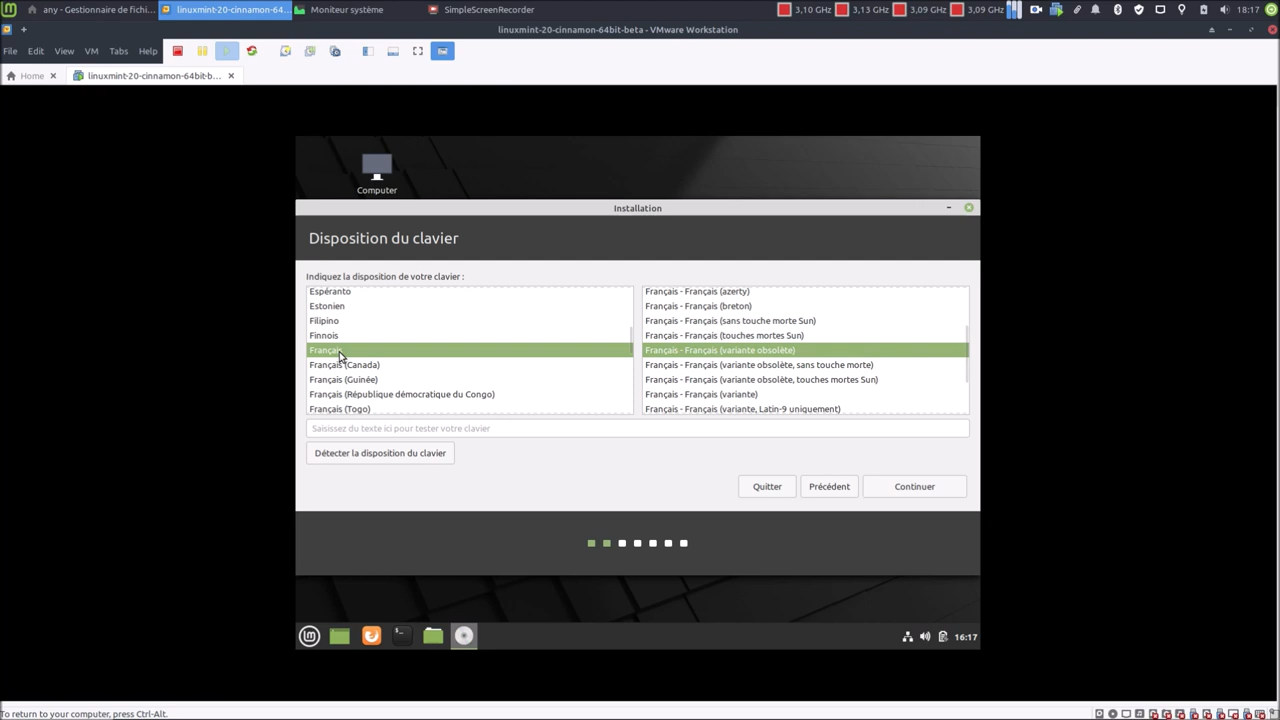 any - Gestionnaire de fichi...
linuxmint-20-cinnamon-64...
Moniteur système
SimpleScreenRecorder
3,10 GHz
3,13 GHz
3,09 GHz
3,09 GHz
18:17
linuxmint-20-cinnamon-64bit-beta - VMware Workstation
File Edit View VM Tabs Help
Home
linuxmint-20-cinnamon-64bit-b...
Computer
Installation
Disposition du clavier
Indiquez la disposition de votre clavier :
Espéranto
Estonien
Filipino
Finnois
Français
Français (Canada)
Français (Guinée)
Français (République démocratique du Congo)
Français (Togo)
Français - Français (azerty)
Français - Français (breton)
Français - Français (sans touche morte Sun)
Français - Français (touches mortes Sun)
Français - Français (variante obsolète)
Français - Français (variante obsolète, sans touche morte)
Français - Français (variante obsolète, touches mortes Sun)
Français - Français (variante)
Français - Français (variante, Latin-9 uniquement)
Saisissez du texte ici pour tester votre clavier
Détecter la disposition du clavier
Quitter
Précédent
Continuer
16:17
To return to your computer, press Ctrl-Alt.